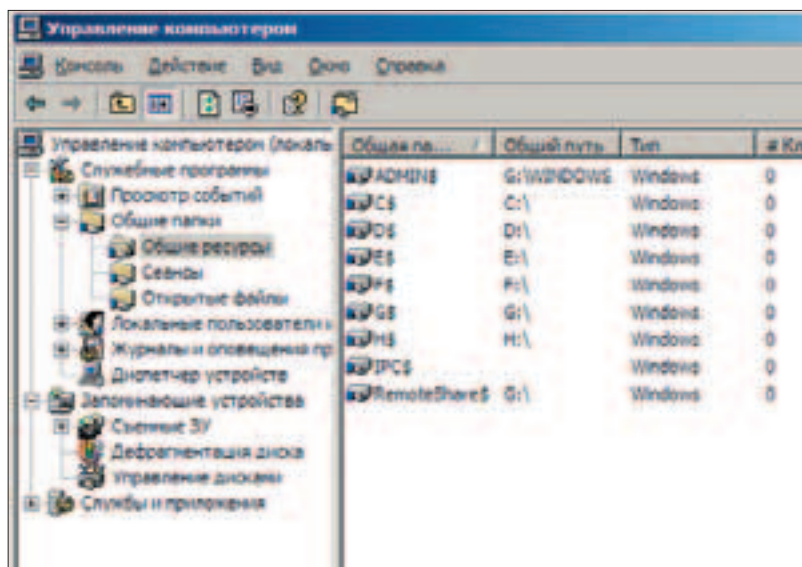 Управление компьютером
Консоль Действие Вид Окно Справка
Управление компьютером (локаль
Служебные программы
Просмотр событий
Общие папки
Общие ресурсы
Сеансы
Открытые файлы
Локальные пользователи и
Журналы и оповещения пр
Диспетчер устройств
Запоминающие устройства
Съемные ЗУ
Дефрагментация диска
Управление дисками
Службы и приложения
Общая па... / Общий путь Тип # Кл
ADMIN$ G:\WINDOWS Windows 0
C$ C:\ Windows 0
D$ D:\ Windows 0
E$ E:\ Windows 0
F$ F:\ Windows 0
G$ G:\ Windows 0
H$ H:\ Windows 0
IPC$ Windows 0
RemoteShare$ G:\ Windows 0